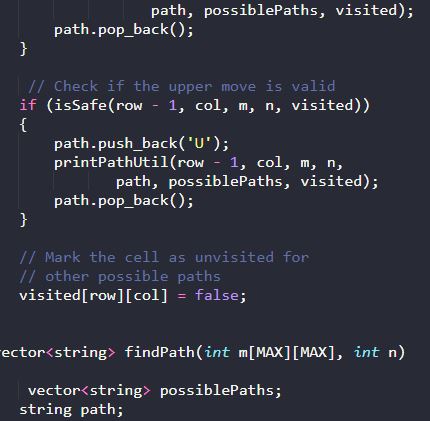 path, possiblePaths, visited);
path.pop_back();
}
// Check if the upper move is valid
if (isSafe(row - 1, col, m, n, visited))
{
path.push_back('U');
printPathUtil(row - 1, col, m, n,
path, possiblePaths, visited);
path.pop_back();
}
// Mark the cell as unvisited for
// other possible paths
visited[row][col] = false;
ector<string> findPath(int m[MAX][MAX], int n)
vector<string> possiblePaths;
string path;